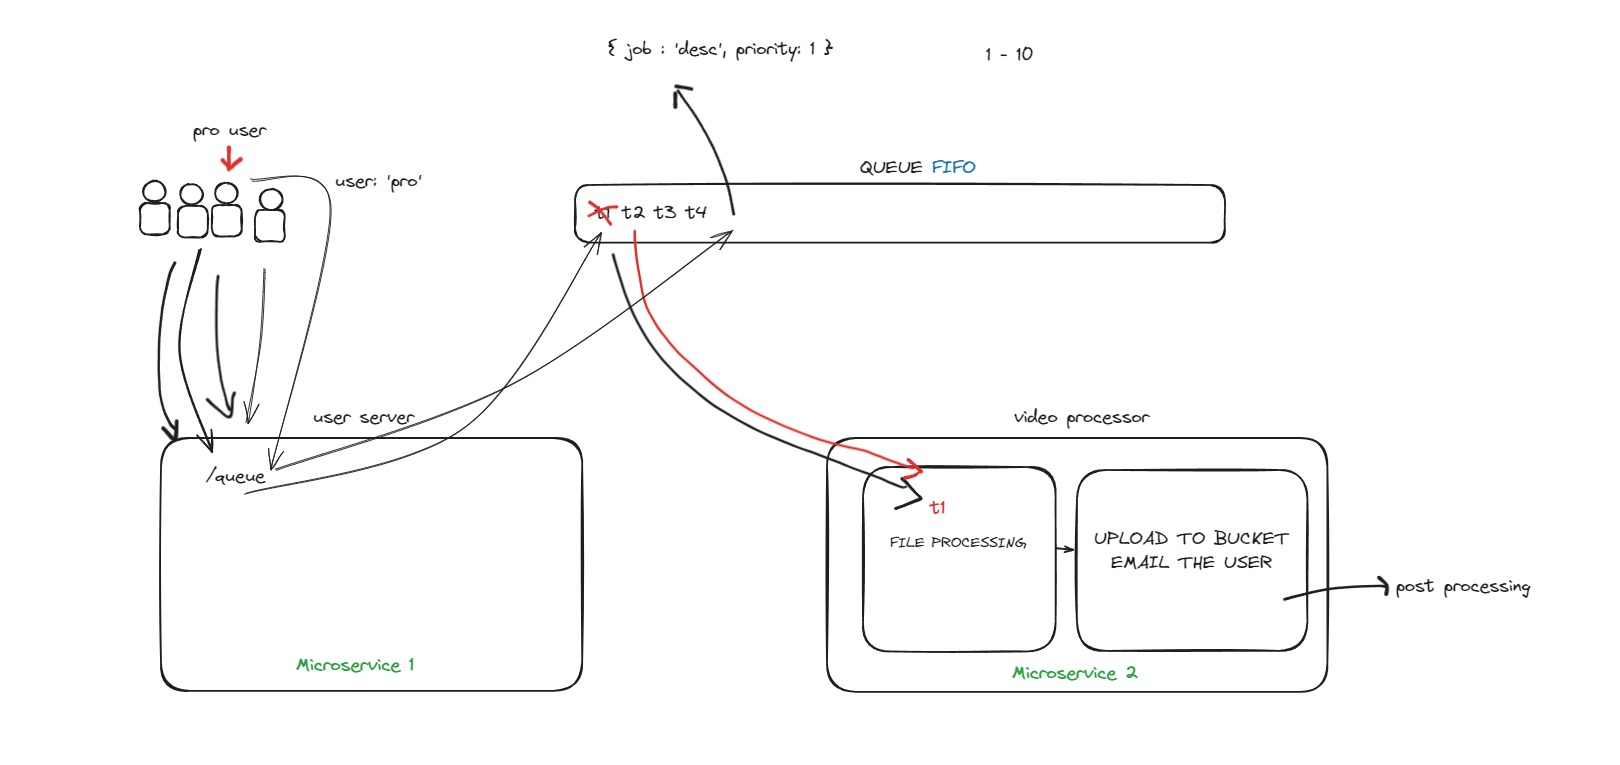 { job : 'desc', priority: 1 }
1 - 10
pro user
user: 'pro'
QUEUE FIFO
t1 t2 t3 t4
user server
/queue
Microservice 1
video processor
t1
FILE PROCESSING,
UPLOAD TO BUCKET
EMAIL THE USER
post processing
Microservice 2